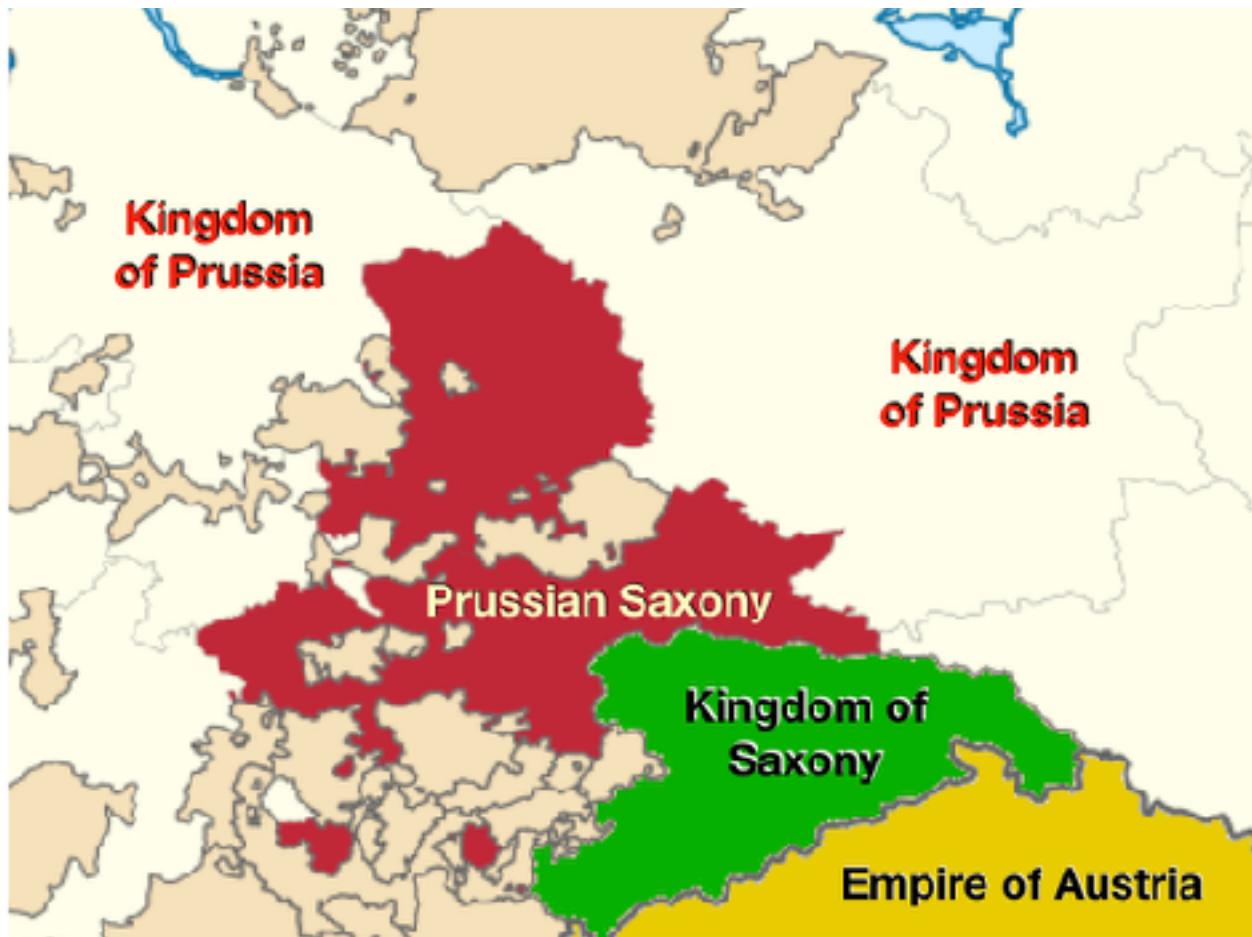 Kingdom
of Prussia
Kingdom
of Prussia
Prussian Saxony
Kingdom of
Saxony
Empire of Austria